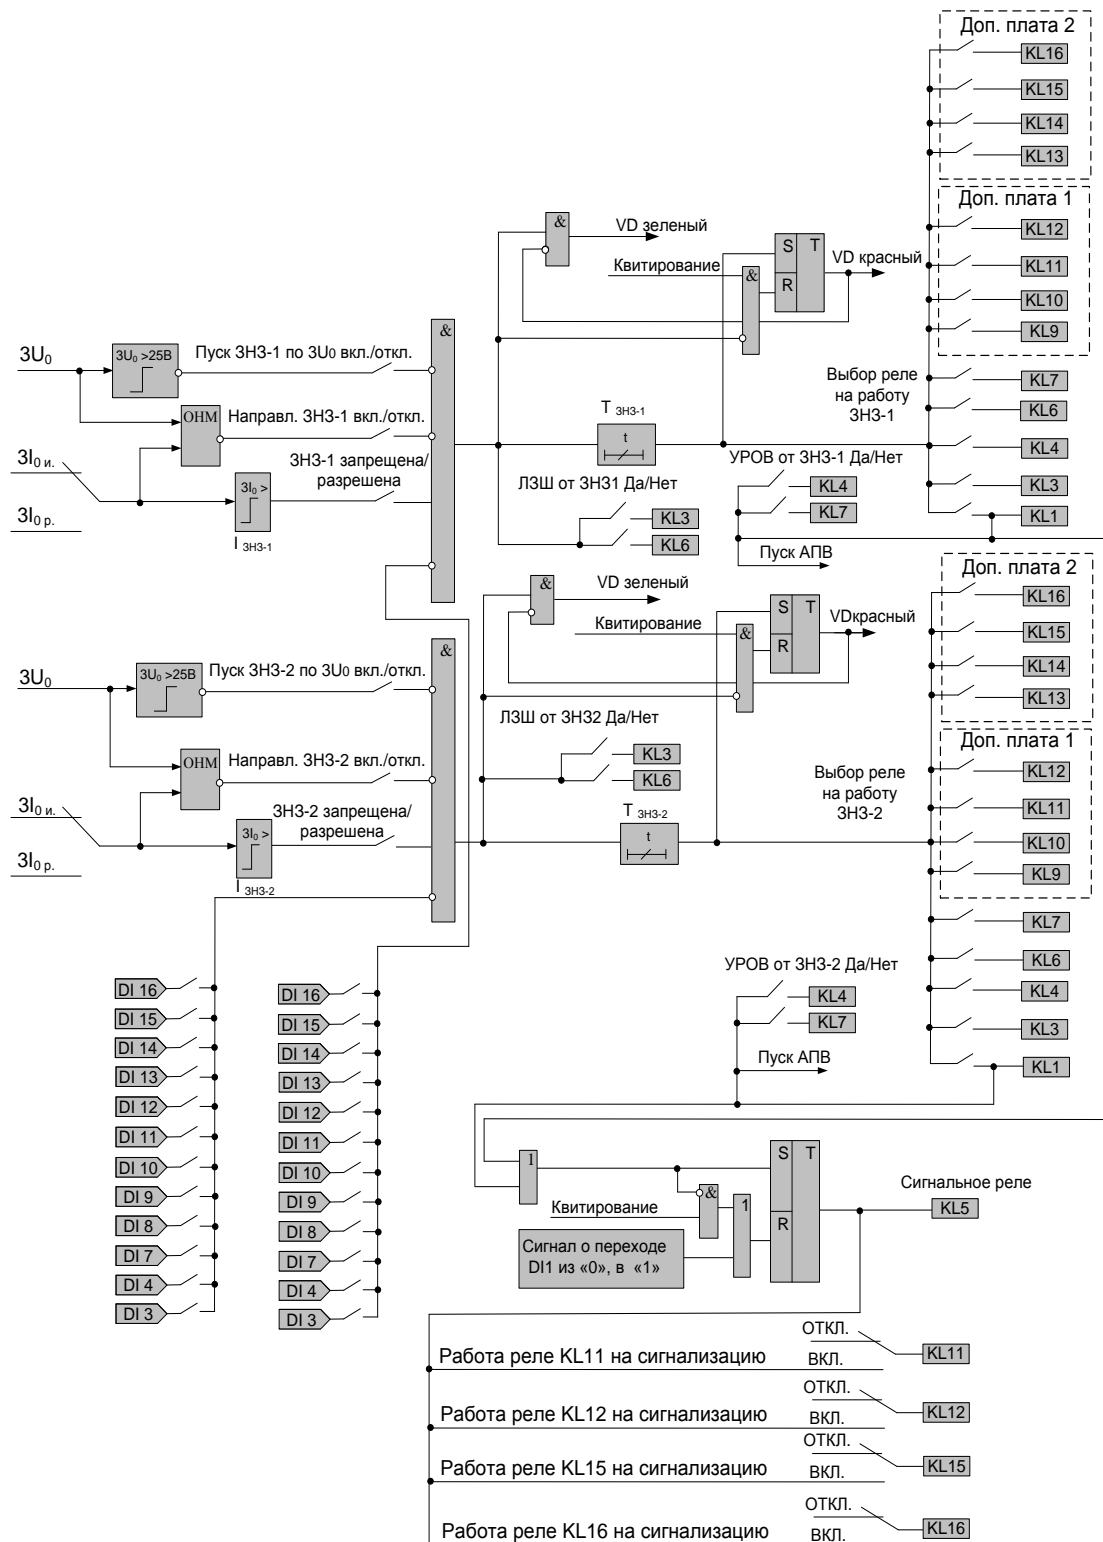 Доп. плата 2
KL16
KL15
KL14
KL13
Доп. плата 1
KL12
KL11
KL10
KL9
KL7
KL6
KL4
KL3
KL1
Выбор реле
на работу
ЗНЗ-1
&
VD зеленый
Квитирование
&
S T
R
VD красный
&
3U0
3U0 >25В
Пуск ЗНЗ-1 по 3U0 вкл./откл.
ОНМ
Направл. ЗНЗ-1 вкл./откл.
3I0 и.
3I0 р.
3I0 >
I ЗНЗ-1
ЗНЗ-1 запрещена/
разрешена
T ЗНЗ-1
t
ЛЗШ от ЗНЗ1 Да/Нет
KL3
KL6
УРОВ от ЗНЗ-1 Да/Нет
KL4
KL7
Пуск АПВ
Доп. плата 2
KL16
KL15
KL14
KL13
Доп. плата 1
KL12
KL11
KL10
KL9
KL7
KL6
KL4
KL3
KL1
Выбор реле
на работу
ЗНЗ-2
&
VD зеленый
Квитирование
&
S T
R
VDкрасный
&
3U0
3U0 >25В
Пуск ЗНЗ-2 по 3U0 вкл./откл.
ОНМ
Направл. ЗНЗ-2 вкл./откл.
3I0 и.
3I0 р.
3I0 >
I ЗНЗ-2
ЗНЗ-2 запрещена/
разрешена
ЛЗШ от ЗНЗ2 Да/Нет
KL3
KL6
T ЗНЗ-2
t
УРОВ от ЗНЗ-2 Да/Нет
KL4
KL7
Пуск АПВ
DI 16
DI 15
DI 14
DI 13
DI 12
DI 11
DI 10
DI 9
DI 8
DI 7
DI 4
DI 3
DI 16
DI 15
DI 14
DI 13
DI 12
DI 11
DI 10
DI 9
DI 8
DI 7
DI 4
DI 3
1
&
Квитирование
1
S T
R
Сигнал о переходе
DI1 из «0», в «1»
Сигнальное реле
KL5
Работа реле KL11 на сигнализацию
ОТКЛ.
ВКЛ.
KL11
Работа реле KL12 на сигнализацию
ОТКЛ.
ВКЛ.
KL12
Работа реле KL15 на сигнализацию
ОТКЛ.
ВКЛ.
KL15
Работа реле KL16 на сигнализацию
ОТКЛ.
ВКЛ.
KL16